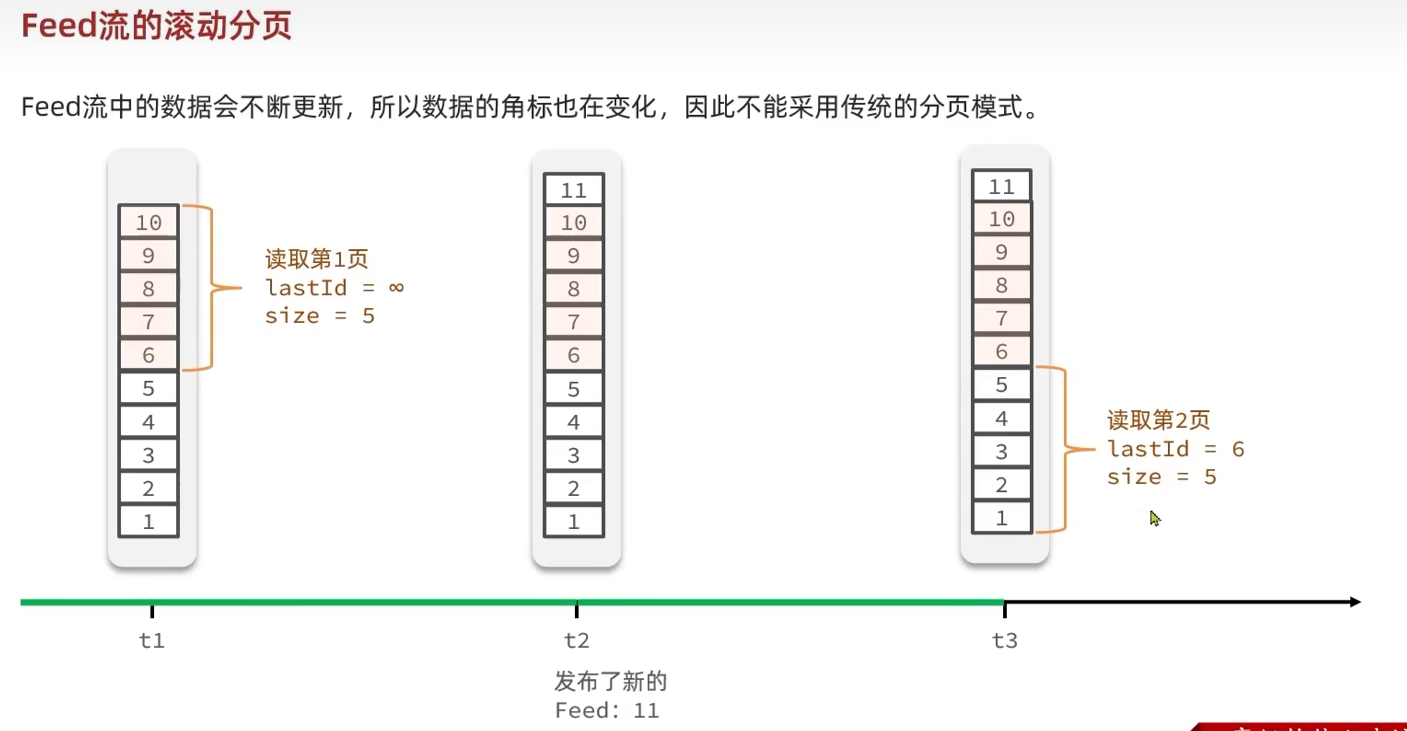 Feed流的滚动分页
Feed流中的数据会不断更新，所以数据的角标也在变化，因此不能采用传统的分页模式。
10
9
8
7
6
5
4
3
2
1
读取第1页
lastId = ∞
size = 5
11
10
9
8
7
6
5
4
3
2
1
11
10
9
8
7
6
5
4
3
2
1
读取第2页
lastId = 6
size = 5
t1
t2
t3
发布了新的
Feed：11